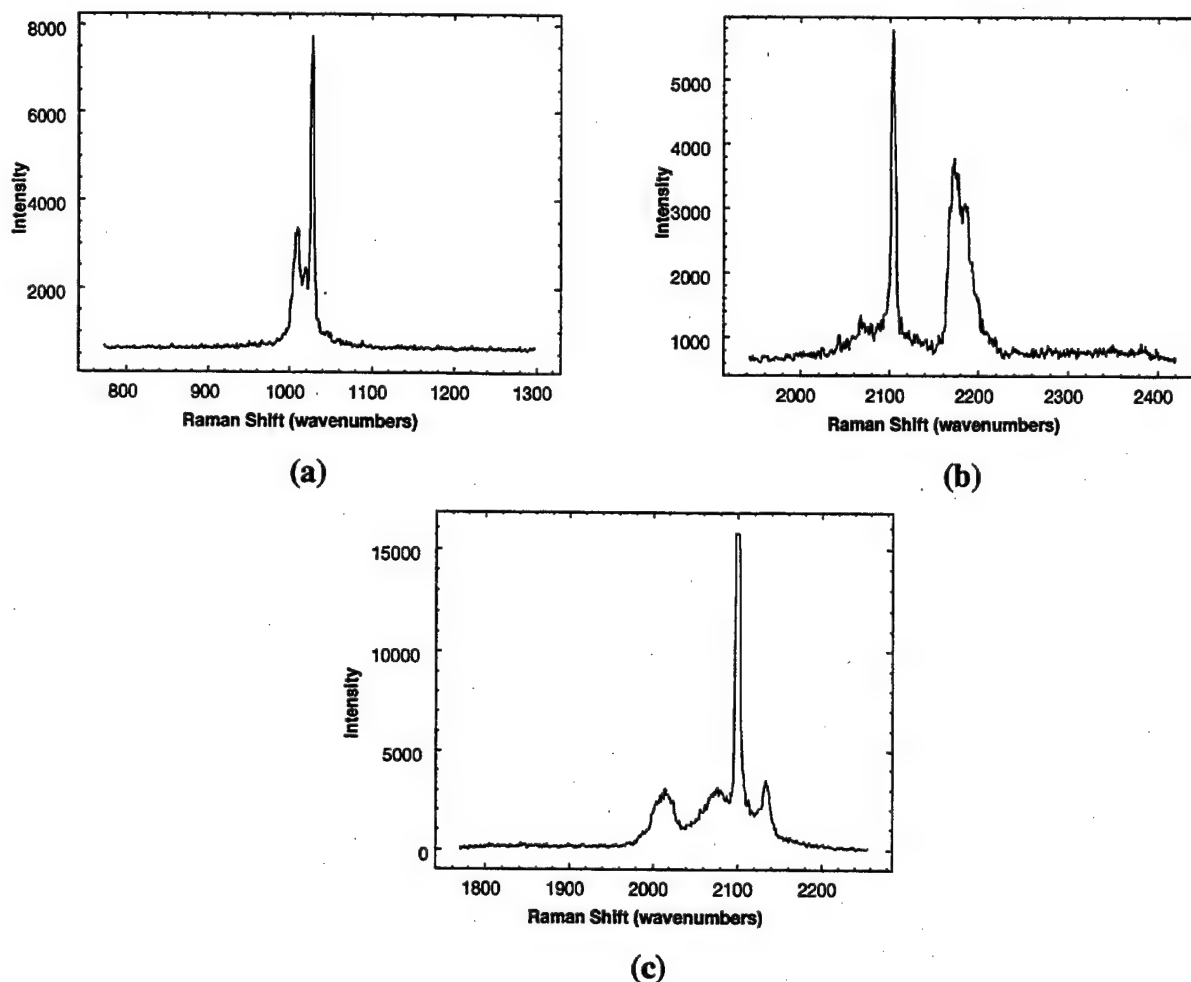 8000
6000
4000
2000
Intensity
800 900 1000 1100 1200 1300
Raman Shift (wavenumbers)
(a)
5000
4000
3000
2000
1000
Intensity
2000 2100 2200 2300 2400
Raman Shift (wavenumbers)
(b)
15000
10000
5000
0
Intensity
1800 1900 2000 2100 2200
Raman Shift (wavenumbers)
(c)